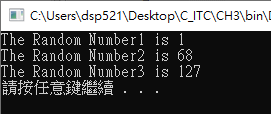 C:\Users\dsp521\Desktop\C_ITC\CH3\bin\
The Random Number1 is 1
The Random Number2 is 68
The Random Number3 is 127
請按任意鍵繼續 . . .